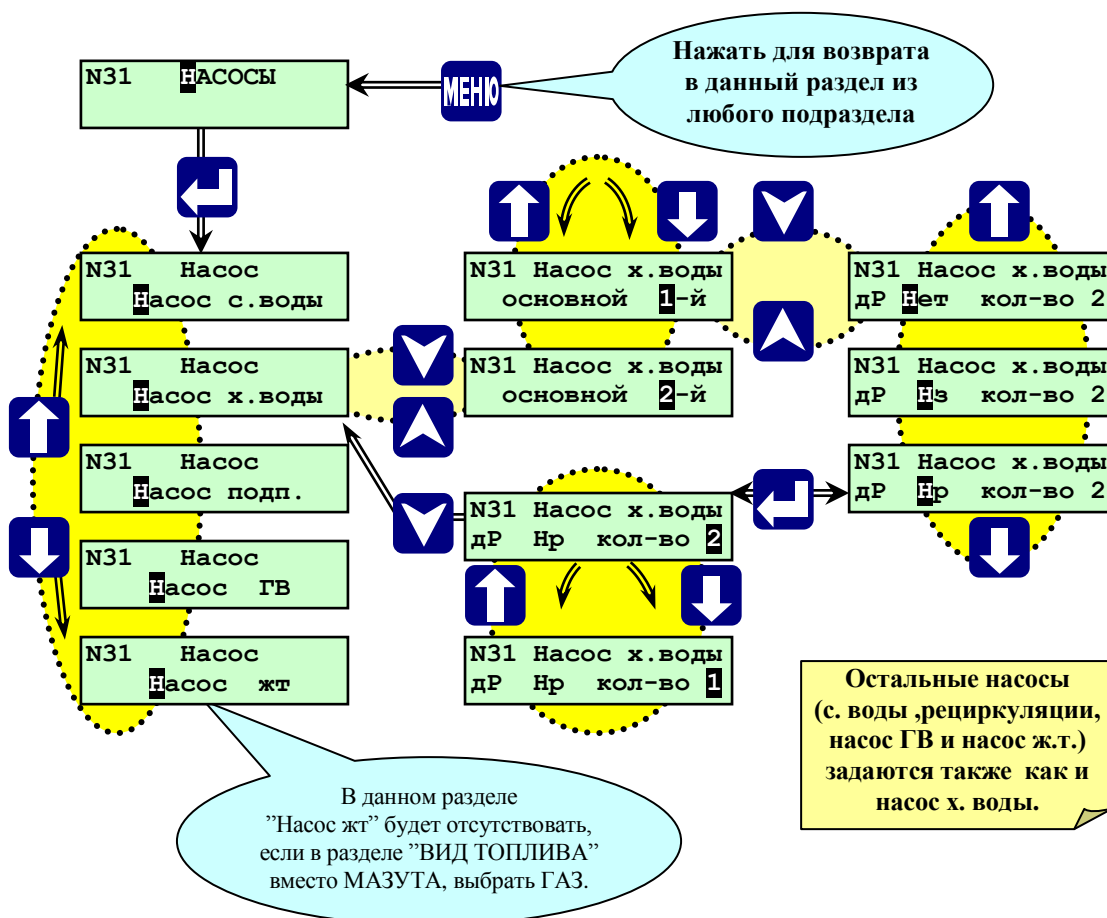 N31 НАСОСЫ
МЕНЮ
Нажать для возврата
в данный раздел из
любого подраздела
N31 Насос
Насос с.воды
N31 Насос
Насос х.воды
N31 Насос
Насос подп.
N31 Насос
Насос ГВ
N31 Насос
Насос жт
N31 Насос х.воды
основной 1-й
N31 Насос х.воды
основной 2-й
N31 Насос х.воды
дР Нр кол-во 2
N31 Насос х.воды
дР Нр кол-во 1
N31 Насос х.воды
дР Нет кол-во 2
N31 Насос х.воды
дР Нз кол-во 2
N31 Насос х.воды
дР Нр кол-во 2
Остальные насосы
(с. воды ,рециркуляции,
насос ГВ и насос ж.т.)
задаются также как и
насос х. воды.
В данном разделе
”Насос жт” будет отсутствовать,
если в разделе ”ВИД ТОПЛИВА”
вместо МАЗУТА, выбрать ГАЗ.